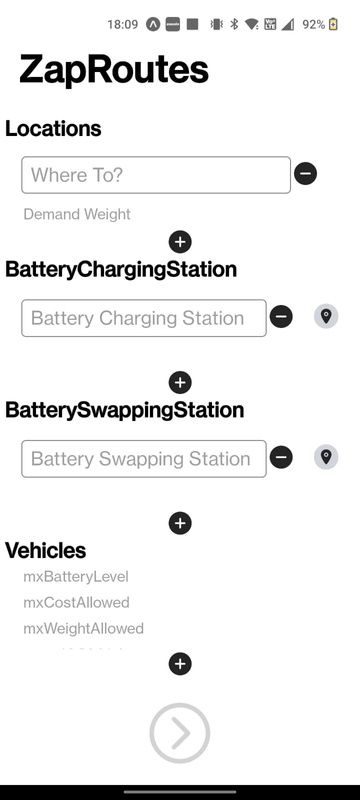 18:09 92%
ZapRoutes
Locations
Where To?
Demand Weight
BatteryChargingStation
Battery Charging Station
BatterySwappingStation
Battery Swapping Station
Vehicles
mxBatteryLevel
mxCostAllowed
mxWeightAllowed